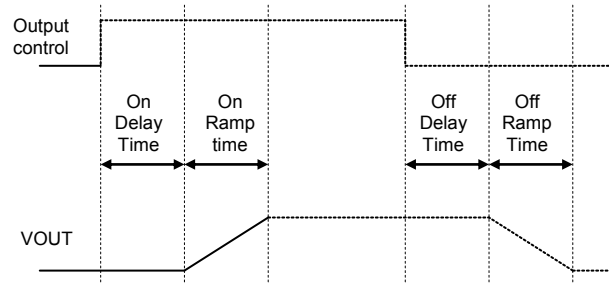 Output
control
On
Delay
Time
On
Ramp
time
Off
Delay
Time
Off
Ramp
Time
VOUT